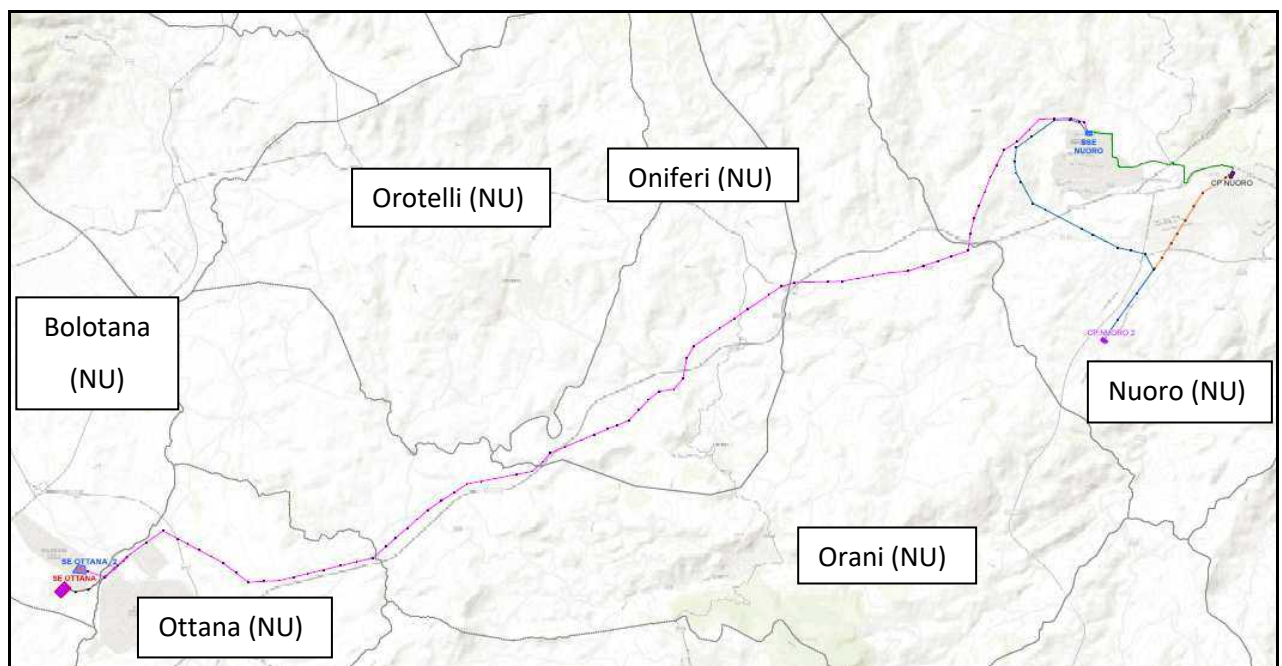 Oniferi (NU)
Orotelli (NU)
SSE
NUORO
CP NUORO
Bolotana
(NU)
CP NUORO 2
Nuoro (NU)
SE OTTANA 2
SE OTTANA
Orani (NU)
Ottana (NU)